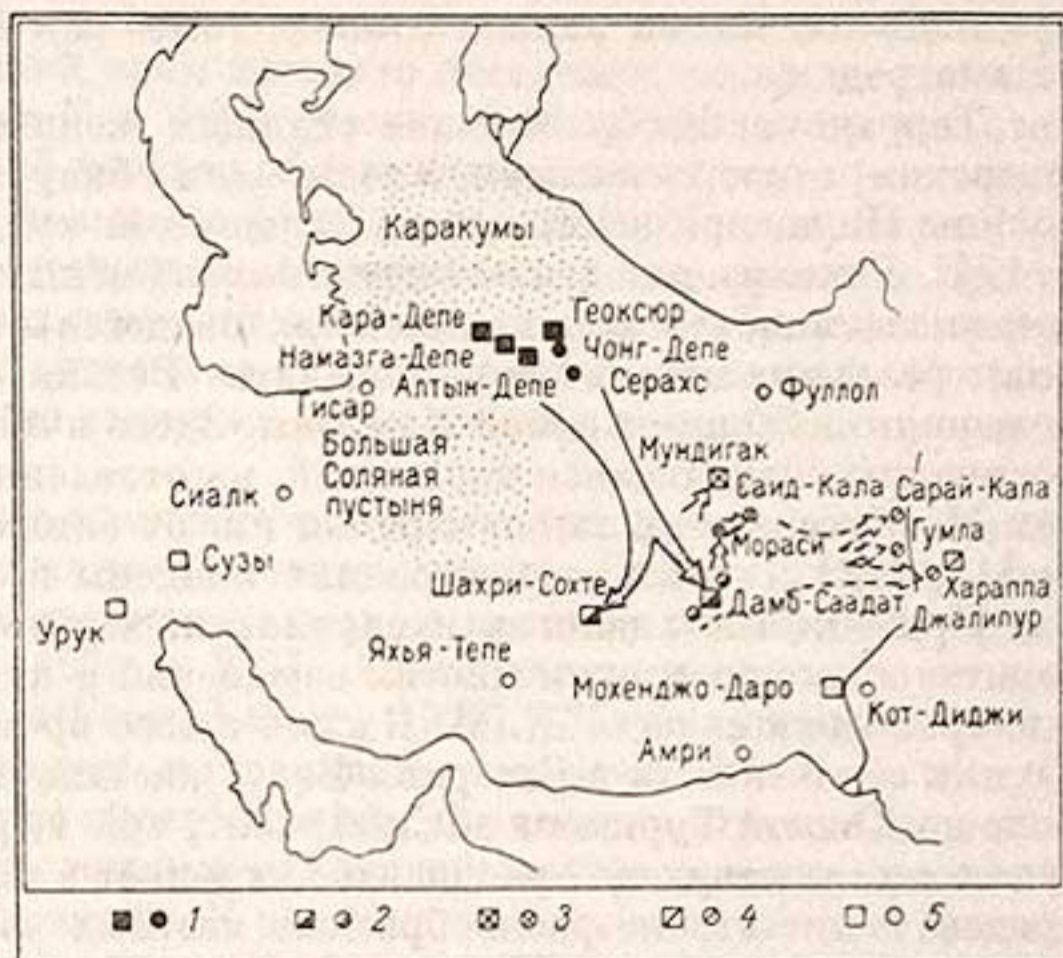 Каракумы
Кара-Депе
Геоксюр
Намазга-Депе
Чонг-Депе
Алтын-Депе
Серахс
Гисар
Фуллол
Большая
Соляная
пустыня
Мундигак
Сиалк
Саид-Кала
Сарай-Кала
Гумла
Мораси
Сузы
Хараппа
Шахри-Сохте
Дамб-Саадат
Джалипур
Урук
Яхья-Тепе
Мохенджо-Даро
Кот-Диджи
Амри
1 2 3 4 5